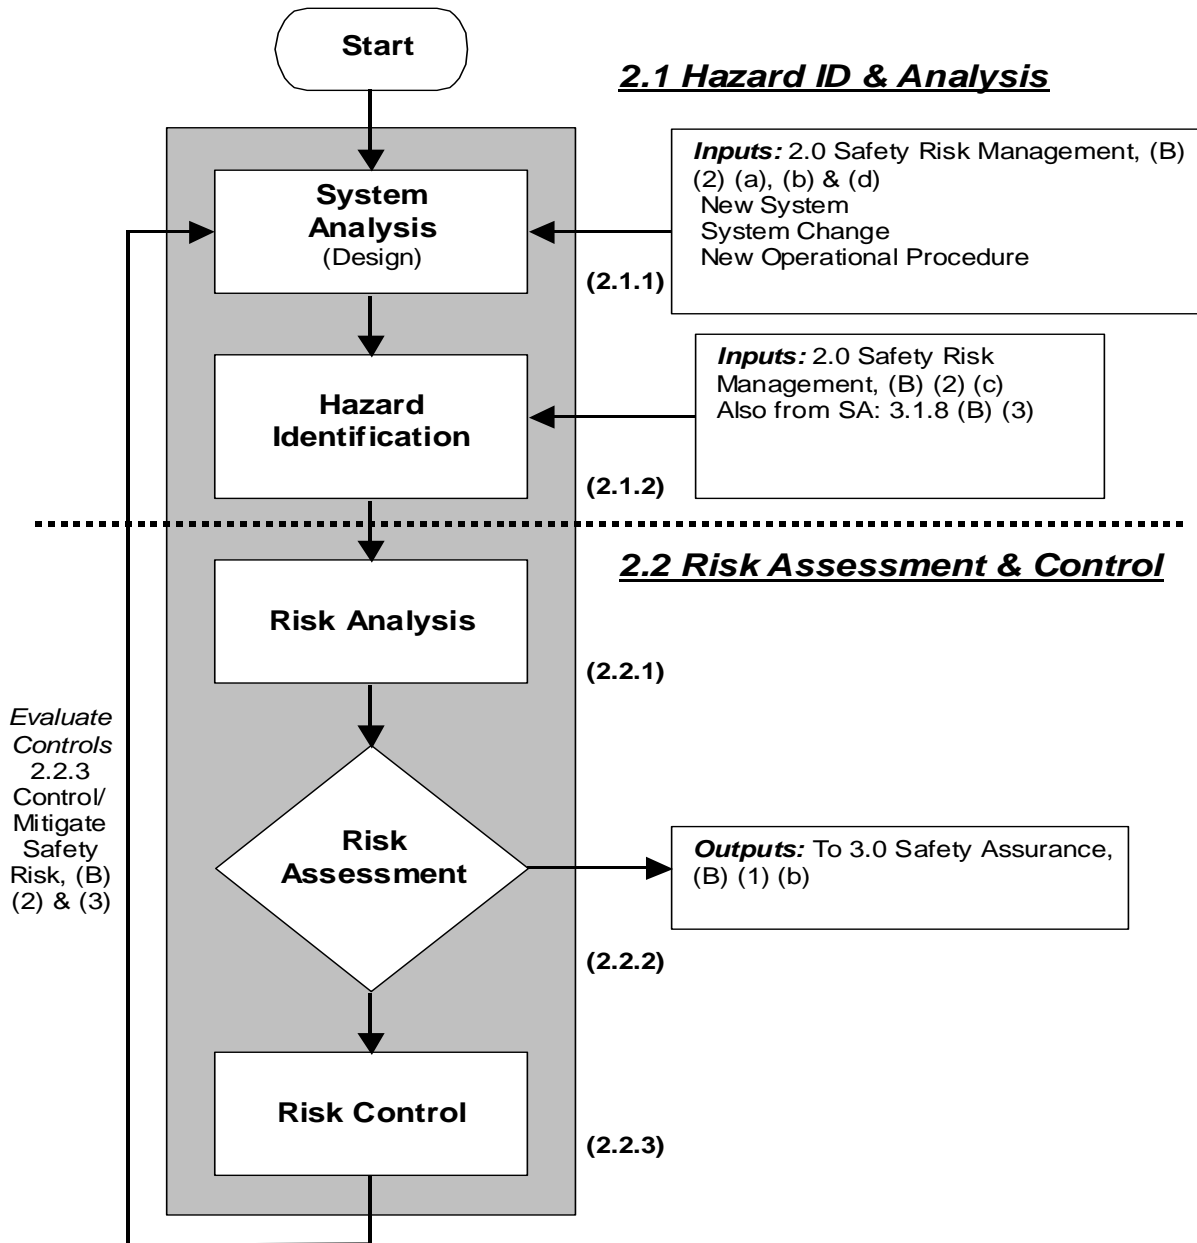 Start
2.1 Hazard ID & Analysis
System
Analysis
(Design)
Inputs: 2.0 Safety Risk Management, (B)
(2) (a), (b) & (d)
New System
System Change
New Operational Procedure
(2.1.1)
Hazard
Identification
Inputs: 2.0 Safety Risk
Management, (B) (2) (c)
Also from SA: 3.1.8 (B) (3)
(2.1.2)
2.2 Risk Assessment & Control
Risk Analysis
(2.2.1)
Evaluate
Controls
2.2.3
Control/
Mitigate
Safety
Risk, (B)
(2) & (3)
Risk
Assessment
Outputs: To 3.0 Safety Assurance,
(B) (1) (b)
(2.2.2)
Risk Control
(2.2.3)